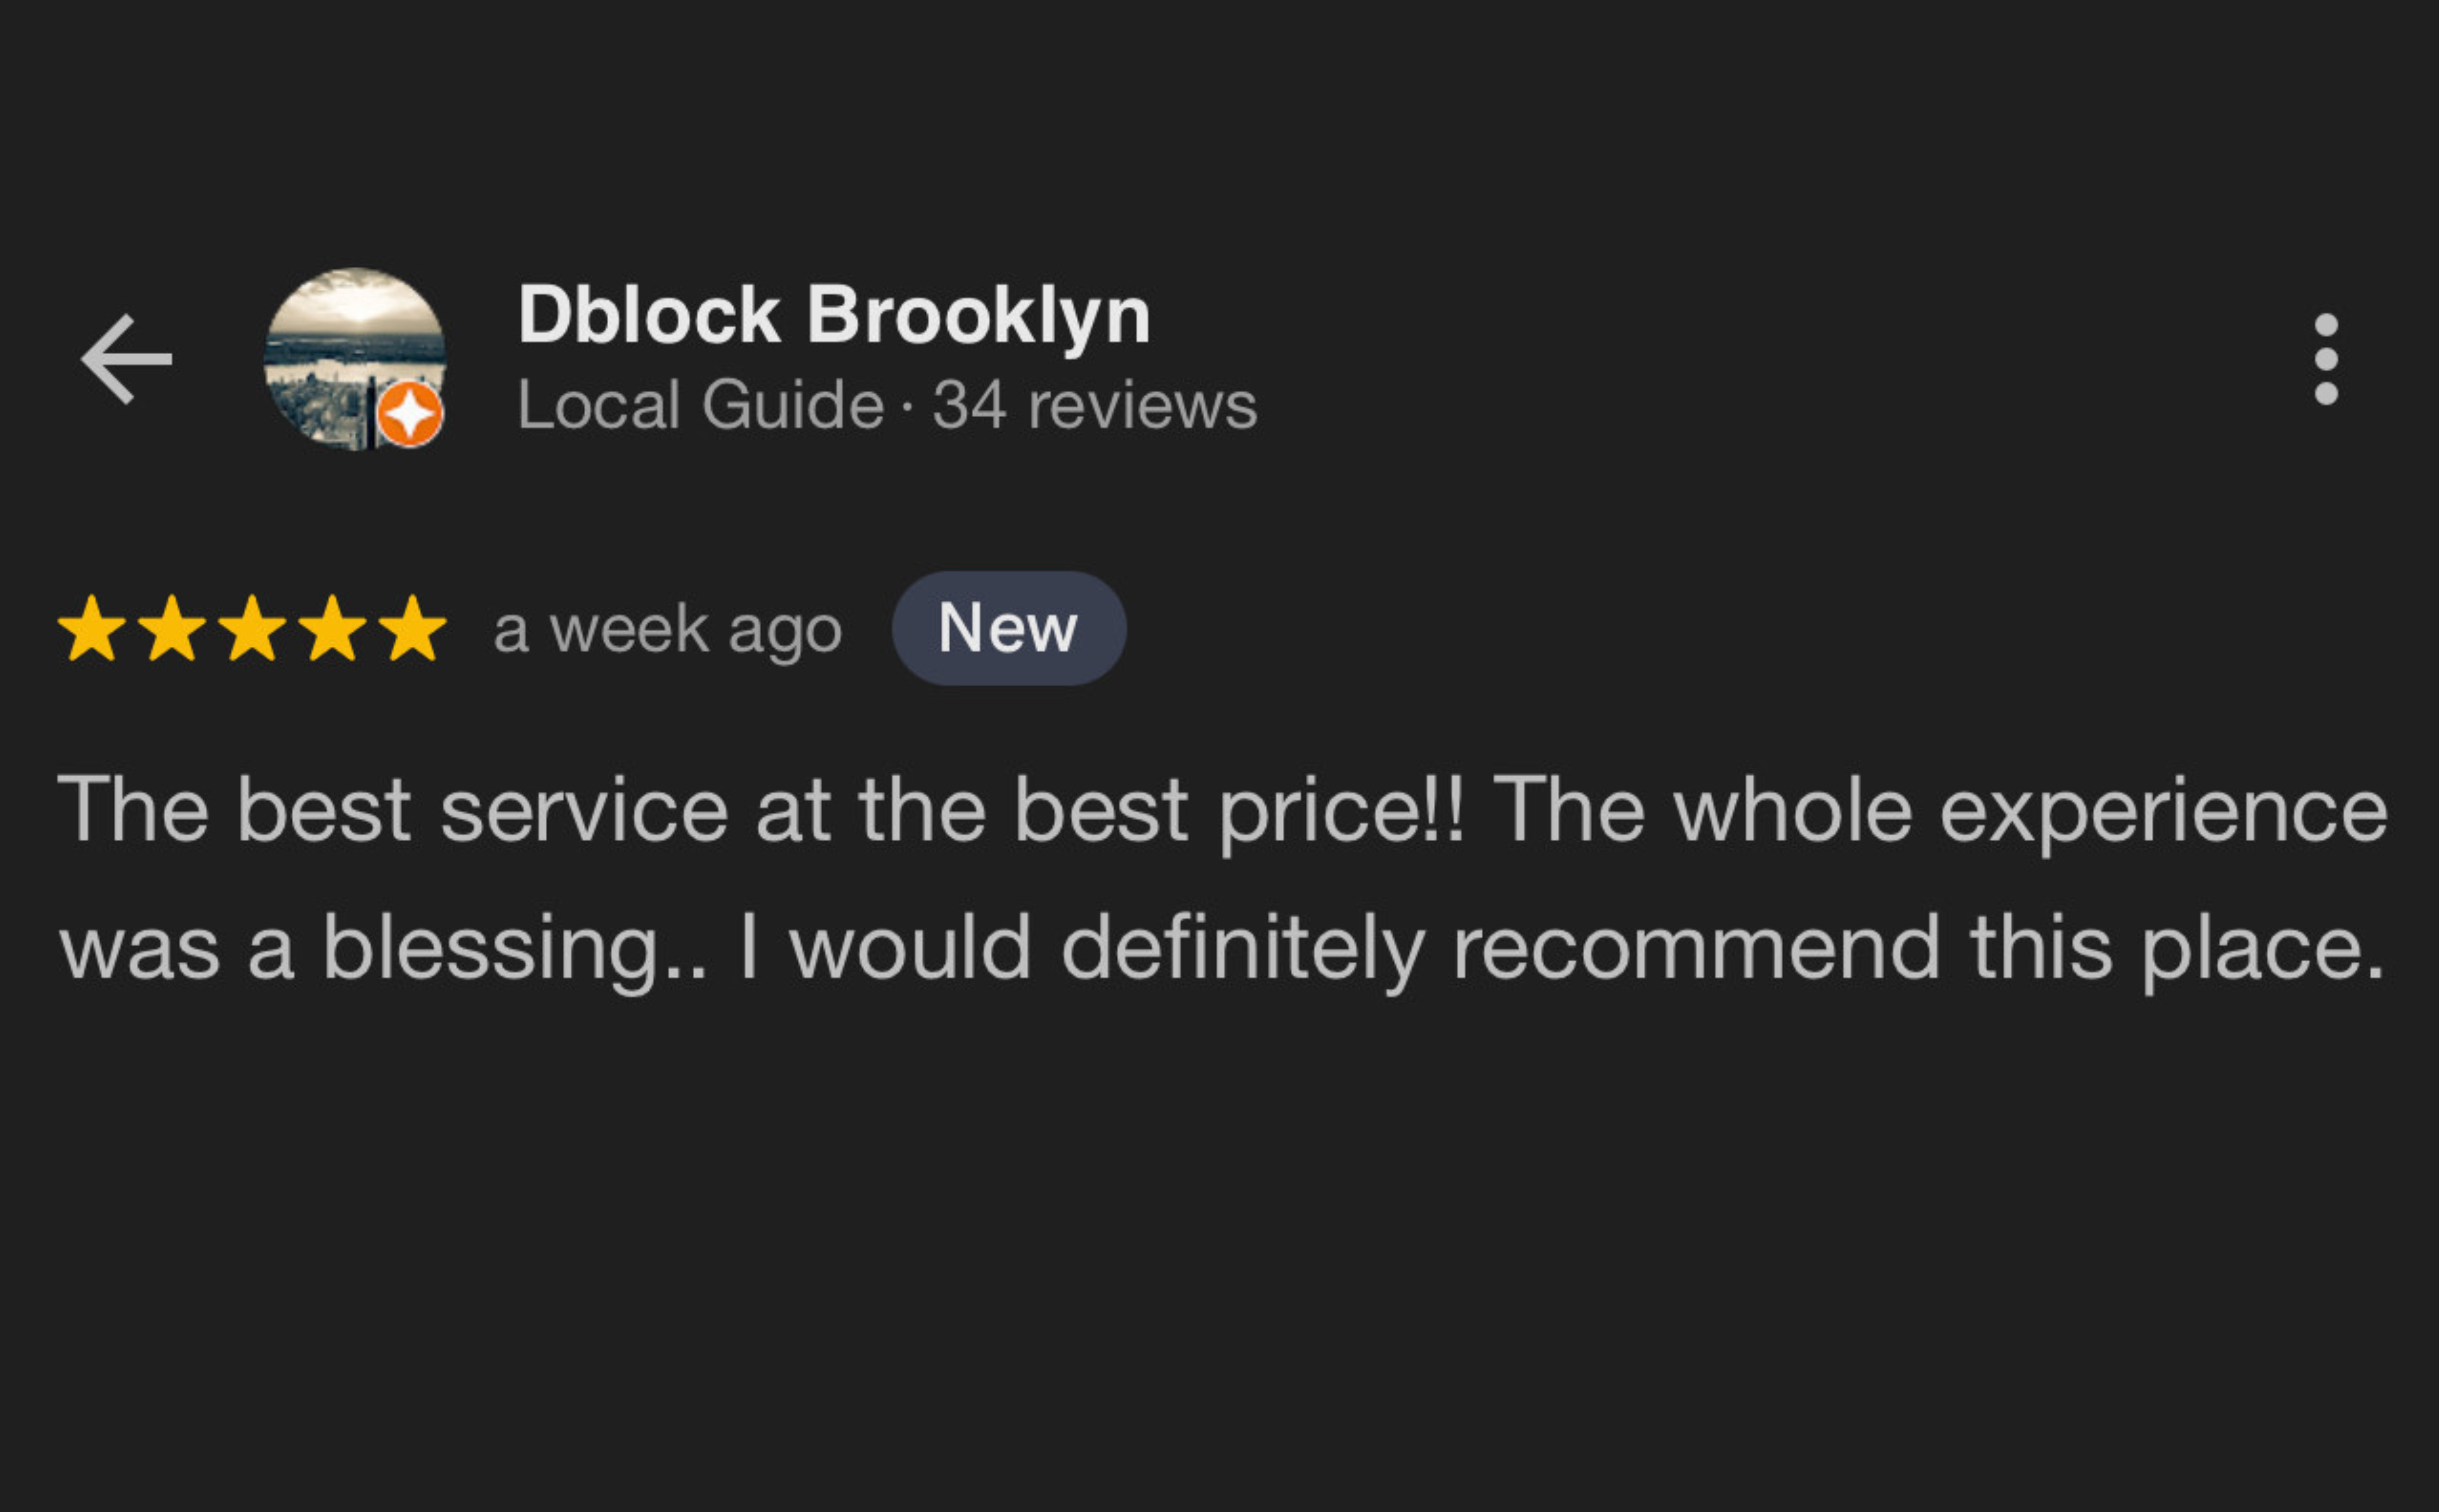 Dblock Brooklyn
Local Guide · 34 reviews
a week ago New
The best service at the best price!! The whole experience
was a blessing.. I would definitely recommend this place.